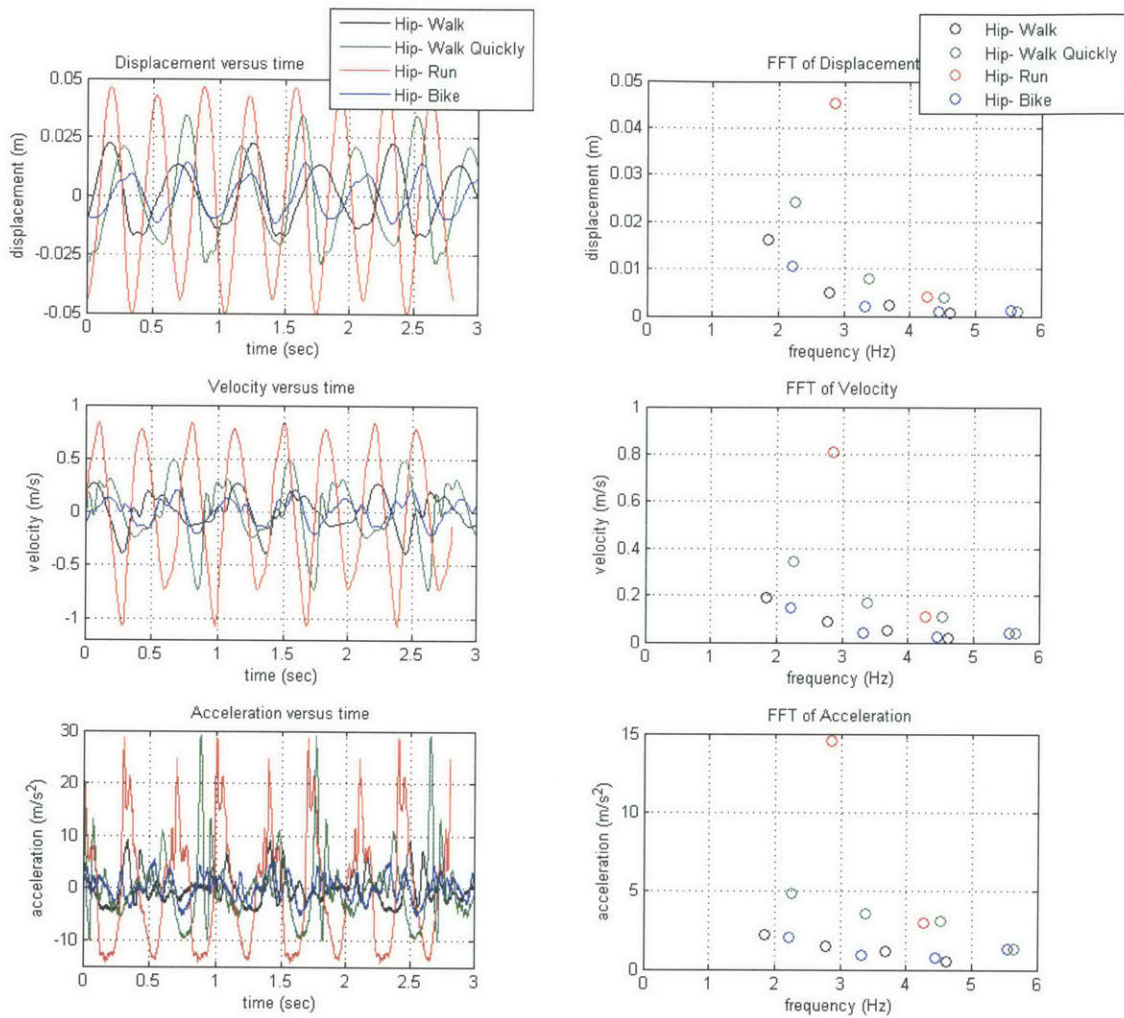 Hip- Walk
Hip- Walk Quickly
Hip- Run
Hip- Bike
Displacement versus time
0.05
0.025
0
-0.025
-0.05
displacement (m)
0 0.5 1 1.5 2 2.5 3
time (sec)
Hip- Walk
Hip- Walk Quickly
Hip- Run
Hip- Bike
FFT of Displacement
0.05
0.04
0.03
0.02
0.01
0
displacement (m)
0 1 2 3 4 5 6
frequency (Hz)
Velocity versus time
1
0.5
0
-0.5
-1
velocity (m/s)
0 0.5 1 1.5 2 2.5 3
time (sec)
FFT of Velocity
1
0.8
0.6
0.4
0.2
0
velocity (m/s)
0 1 2 3 4 5 6
frequency (Hz)
Acceleration versus time
30
20
10
0
-10
acceleration (m/s²)
0 0.5 1 1.5 2 2.5 3
time (sec)
FFT of Acceleration
15
10
5
0
acceleration (m/s²)
0 1 2 3 4 5 6
frequency (Hz)